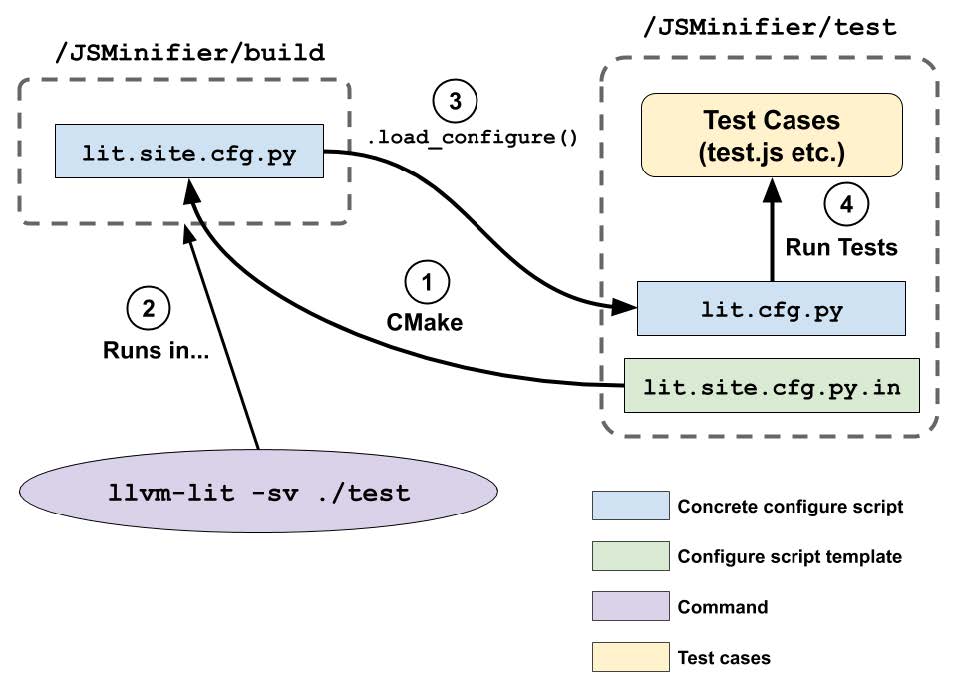 /JSMinifier/build
/JSMinifier/test
lit.site.cfg.py
3
.load_configure()
Test Cases
(test.js etc.)
4
Run Tests
1
CMake
2
Runs in...
lit.cfg.py
lit.site.cfg.py.in
llvm-lit -sv ./test
Concrete configure script
Configure script template
Command
Test cases